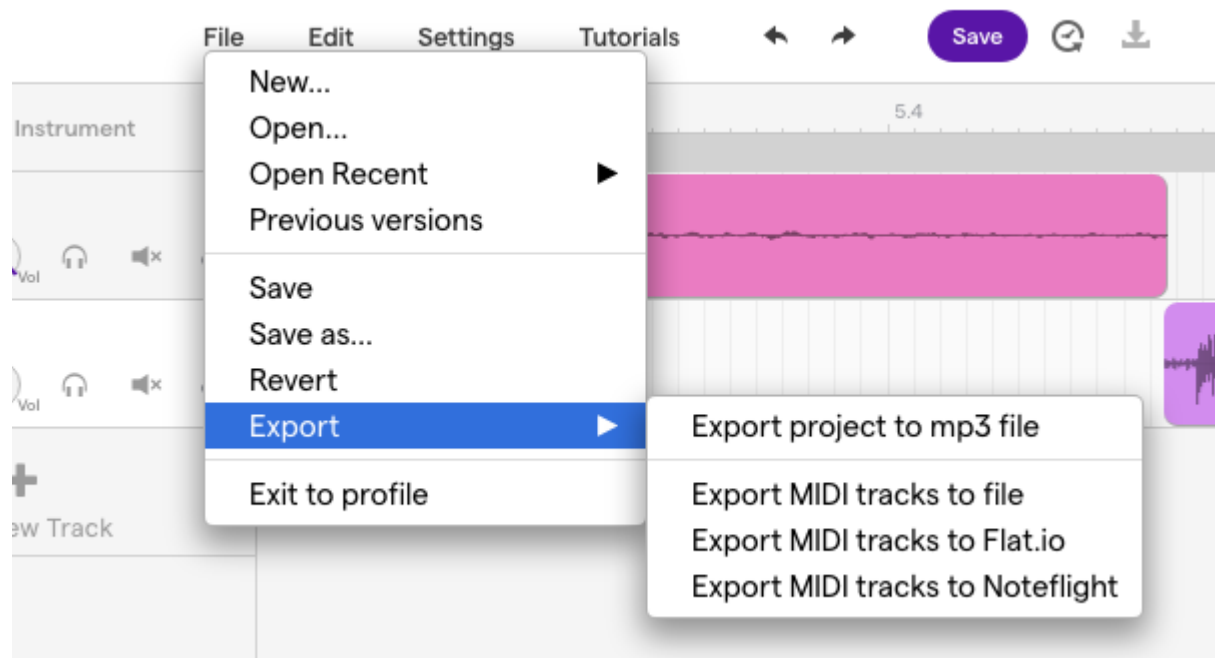 File Edit Settings Tutorials Save
New...
Open...
Open Recent
Previous versions
Save
Save as...
Revert
Export
Exit to profile
Export project to mp3 file
Export MIDI tracks to file
Export MIDI tracks to Flat.io
Export MIDI tracks to Noteflight
5.4
Instrument
Vol
Vol
Track